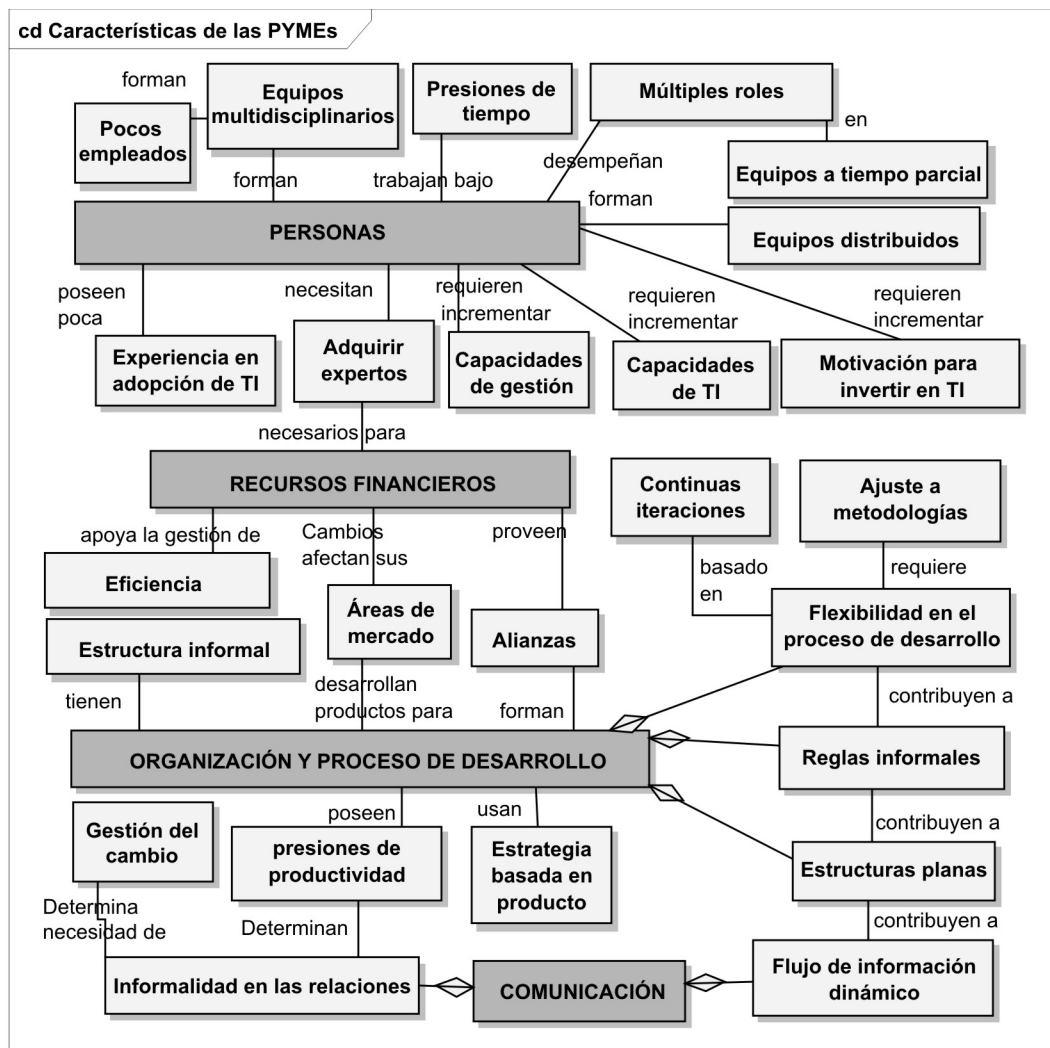 cd Características de las PYMEs
forman
Equipos
multidisciplinarios
Presiones de
tiempo
Múltiples roles
Pocos
empleados
en
desempeñan
Equipos a tiempo parcial
forman
trabajan bajo
forman
PERSONAS
Equipos distribuidos
poseen
poca
necesitan
requieren
incrementar
requieren
incrementar
requieren
incrementar
Experiencia en
adopción de TI
Adquirir
expertos
Capacidades
de gestión
Capacidades
de TI
Motivación para
invertir en TI
necesarios para
RECURSOS FINANCIEROS
Continuas
iteraciones
Ajuste a
metodologías
apoya la gestión de
Cambios
afectan sus
proveen
basado
en
requiere
Eficiencia
Áreas de
mercado
Alianzas
Flexibilidad en el
proceso de desarrollo
Estructura informal
tienen
desarrollan
productos para
forman
contribuyen a
ORGANIZACIÓN Y PROCESO DE DESARROLLO
Reglas informales
poseen
usan
contribuyen a
Gestión del
cambio
presiones de
productividad
Estrategia
basada en
producto
Estructuras planas
Determina
necesidad de
Determinan
contribuyen a
Informalidad en las relaciones
COMUNICACIÓN
Flujo de información
dinámico